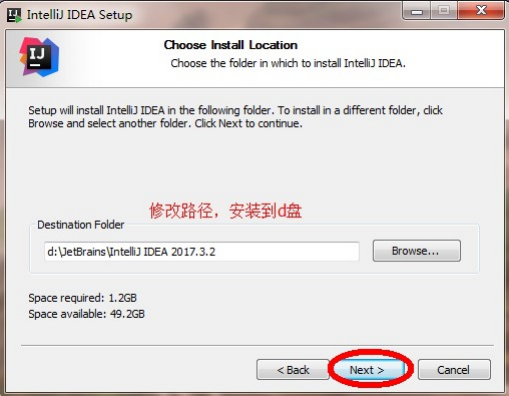 IntelliJ IDEA Setup
Choose Install Location
Choose the folder in which to install IntelliJ IDEA.
Setup will install IntelliJ IDEA in the following folder. To install in a different folder, click
Browse and select another folder. Click Next to continue.
修改路径，安装到d盘
Destination Folder
d:\JetBrains\IntelliJ IDEA 2017.3.2
Browse...
Space required: 1.2GB
Space available: 49.2GB
< Back Next > Cancel